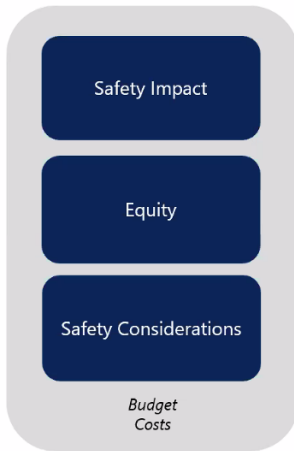 Safety Impact
Equity
Safety Considerations
Budget
Costs